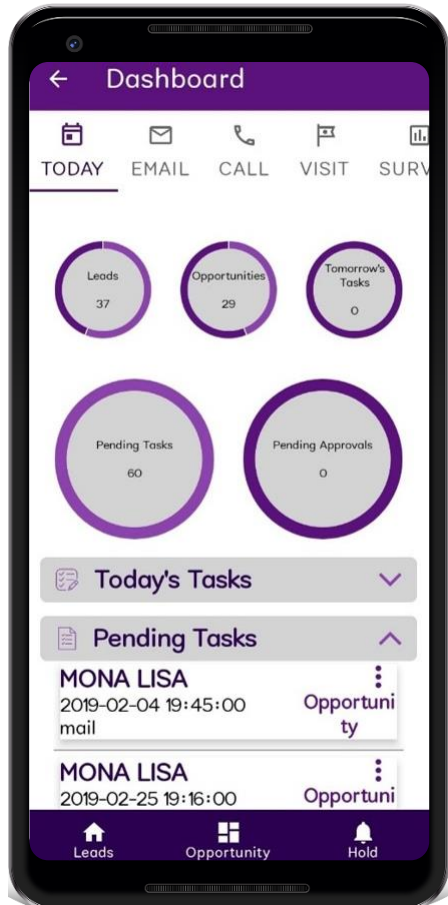 Dashboard
TODAY EMAIL CALL VISIT SURV
Leads
37
Opportunities
29
Tomorrow's
Tasks
0
Pending Tasks
60
Pending Approvals
0
Today's Tasks
Pending Tasks
MONA LISA
2019-02-04 19:45:00
mail
Opportuni
ty
MONA LISA
2019-02-25 19:16:00
Opportuni
Leads Opportunity Hold